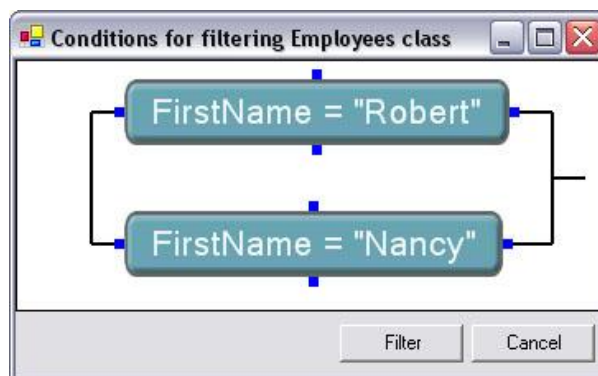 Conditions for filtering Employees class
FirstName = "Robert"
FirstName = "Nancy"
Filter Cancel